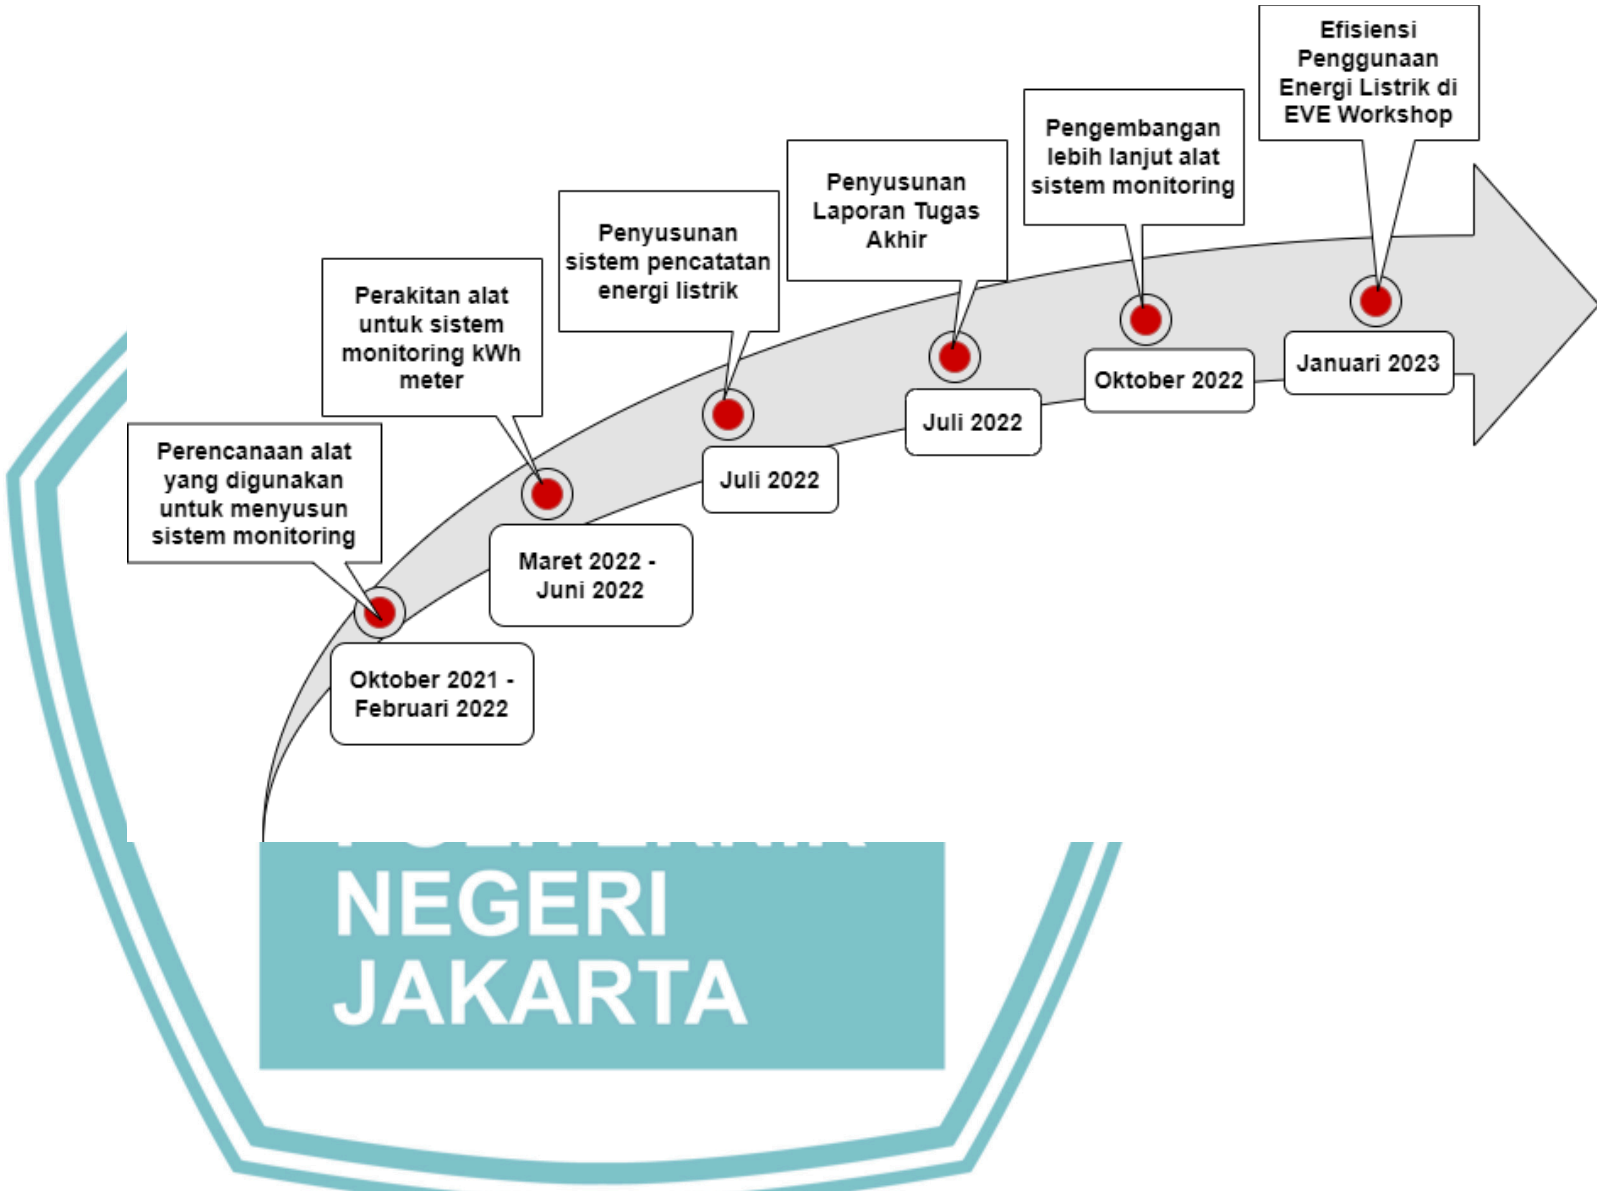 Efisiensi
Penggunaan
Energi Listrik di
EVE Workshop
Pengembangan
lebih lanjut alat
sistem monitoring
Penyusunan
Laporan Tugas
Akhir
Penyusunan
sistem pencatatan
energi listrik
Perakitan alat
untuk sistem
monitoring kWh
meter
Perencanaan alat
yang digunakan
untuk menyusun
sistem monitoring
Januari 2023
Oktober 2022
Juli 2022
Juli 2022
Maret 2022 -
Juni 2022
Oktober 2021 -
Februari 2022
NEGERI
JAKARTA